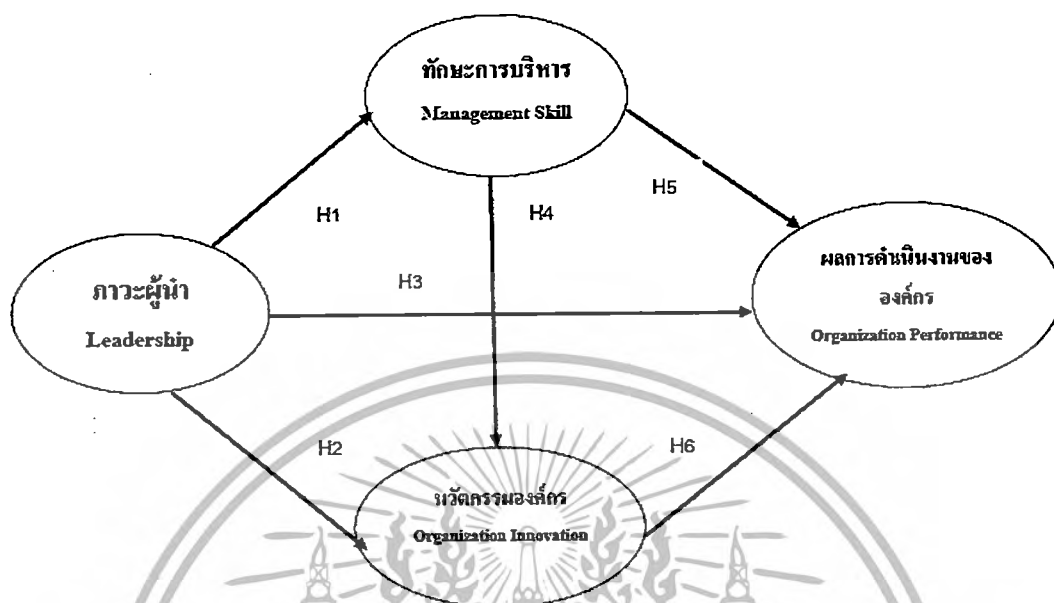 ทักษะการบริหาร
Management Skill
H1
H4
H5
ภาวะผู้นำ
Leadership
H3
ผลการดำเนินงานของ
องค์กร
Organization Performance
H2
H6
นวัตกรรมองค์กร
Organization Innovation